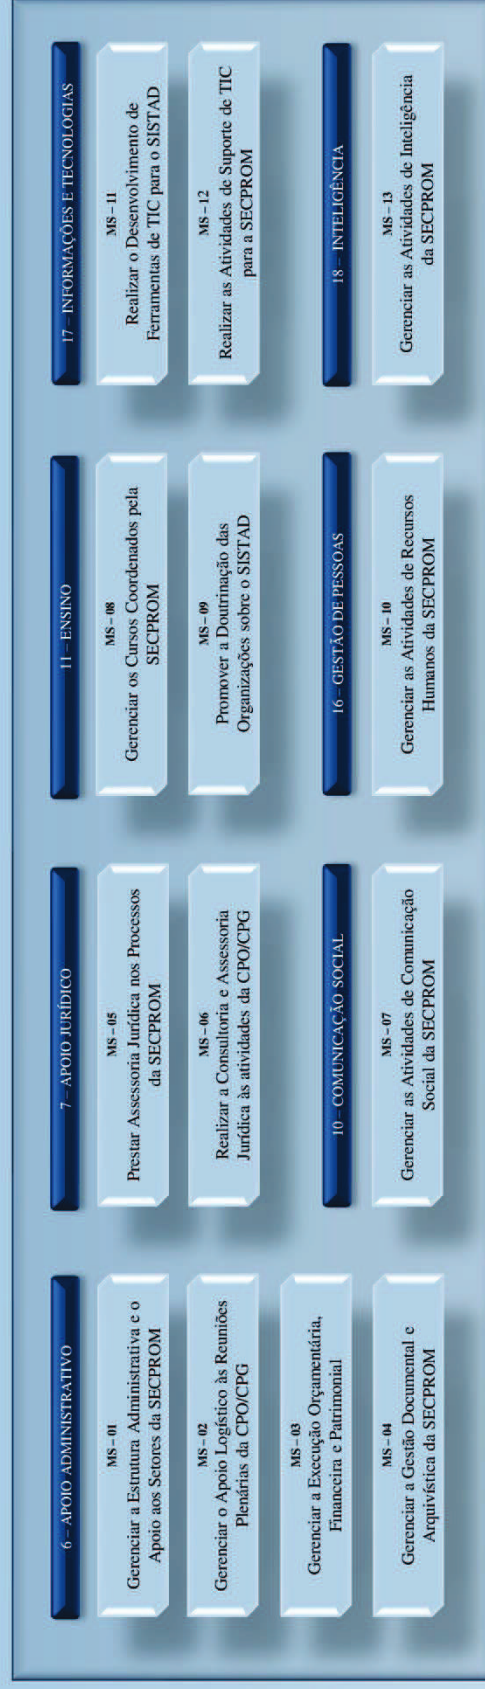 6 – APOIO ADMINISTRATIVO
MS – 01
Gerenciar a Estrutura Administrativa e o
Apoio aos Setores da SECPROM
MS – 02
Gerenciar o Apoio Logístico às Reuniões
Plenárias da CPO/CPG
MS – 03
Gerenciar a Execução Orçamentária,
Financeira e Patrimonial
MS – 04
Gerenciar a Gestão Documental e
Arquivística da SECPROM
7 – APOIO JURÍDICO
MS – 05
Prestar Assessoria Jurídica nos Processos
da SECPROM
MS – 06
Realizar a Consultoria e Assessoria
Jurídica às atividades da CPO/CPG
10 – COMUNICAÇÃO SOCIAL
MS – 07
Gerenciar as Atividades de Comunicação
Social da SECPROM
11 – ENSINO
MS – 08
Gerenciar os Cursos Coordenados pela
SECPROM
MS – 09
Promover a Doutrinação das
Organizações sobre o SISTAD
16 – GESTÃO DE PESSOAS
MS – 10
Gerenciar as Atividades de Recursos
Humanos da SECPROM
17 – INFORMAÇÕES E TECNOLOGIAS
MS – 11
Realizar o Desenvolvimento de
Ferramentas de TIC para o SISTAD
MS – 12
Realizar as Atividades de Suporte de TIC
para a SECPROM
18 – INTELIGÊNCIA
MS – 13
Gerenciar as Atividades de Inteligência
da SECPROM